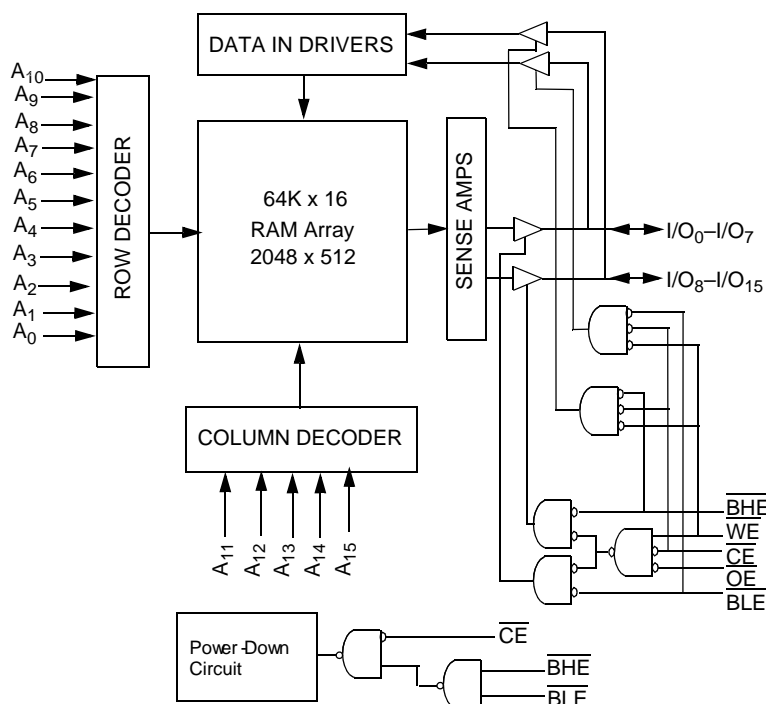 DATA IN DRIVERS
A10
A9
A8
A7
A6
A5
A4
A3
A2
A1
A0
ROW DECODER
64K x 16
RAM Array
2048 x 512
SENSE AMPS
I/O0–I/O7
I/O8–I/O15
COLUMN DECODER
A11
A12
A13
A14
A15
BHE
WE
CE
OE
BLE
Power-Down
Circuit
CE
BHE
BLE